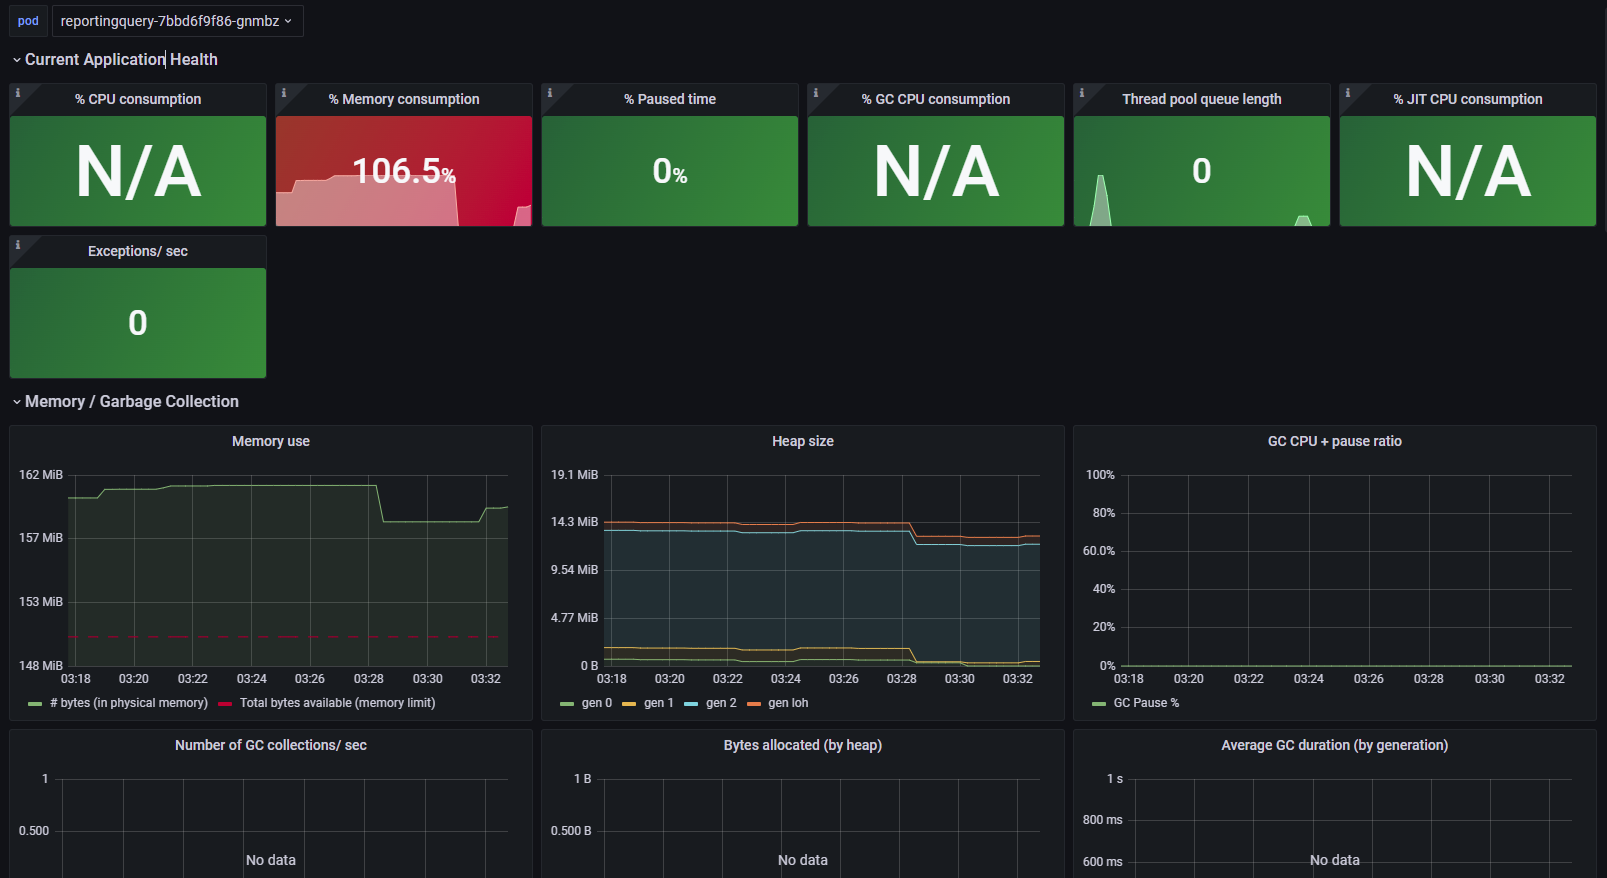 pod reportingquery-7bbd6f9f86-gnmbz
Current Application Health
% CPU consumption
N/A
% Memory consumption
106.5%
% Paused time
0%
% GC CPU consumption
N/A
Thread pool queue length
0
% JIT CPU consumption
N/A
Exceptions/ sec
0
Memory / Garbage Collection
Memory use
162 MiB
157 MiB
153 MiB
148 MiB
03:18 03:20 03:22 03:24 03:26 03:28 03:30 03:32
# bytes (in physical memory) Total bytes available (memory limit)
Heap size
19.1 MiB
14.3 MiB
9.54 MiB
4.77 MiB
0 B
03:18 03:20 03:22 03:24 03:26 03:28 03:30 03:32
gen 0 gen 1 gen 2 gen loh
GC CPU + pause ratio
100%
80%
60.0%
40%
20%
0%
03:18 03:20 03:22 03:24 03:26 03:28 03:30 03:32
GC Pause %
Number of GC collections/ sec
1
0.500
No data
Bytes allocated (by heap)
1 B
0.500 B
No data
Average GC duration (by generation)
1 s
800 ms
600 ms
No data